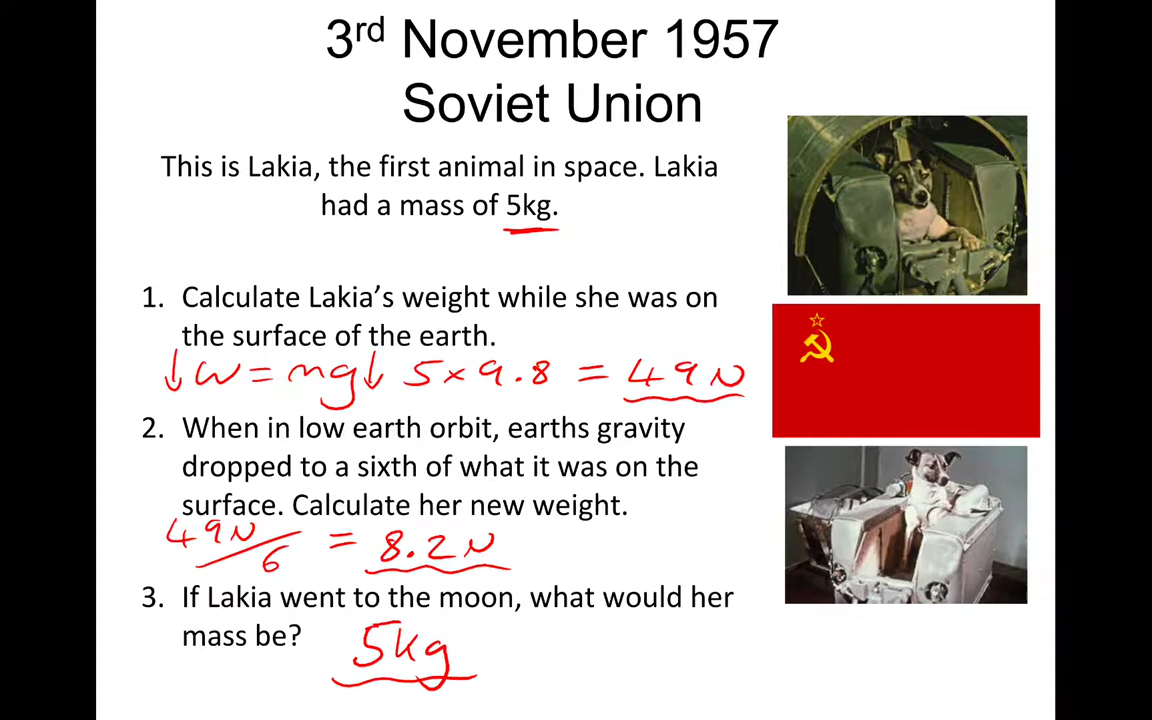 3rd November 1957
Soviet Union
This is Lakia, the first animal in space. Lakia
had a mass of 5kg.
1. Calculate Lakia's weight while she was on
the surface of the earth.
↓W = mg↓ 5 × 9.8 = 49N
2. When in low earth orbit, earths gravity
dropped to a sixth of what it was on the
surface. Calculate her new weight.
49N/6 = 8.2N
3. If Lakia went to the moon, what would her
mass be?
5kg